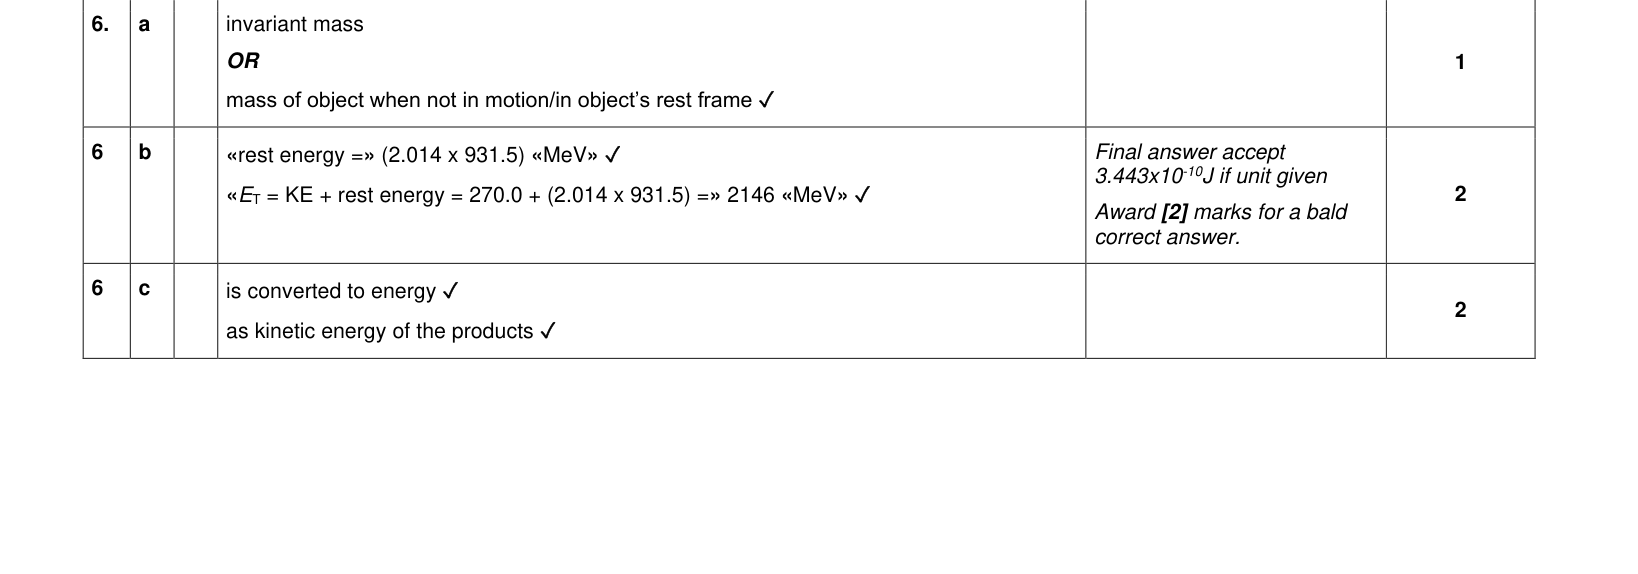 6. a invariant mass
OR
mass of object when not in motion/in object's rest frame ✓
1
6 b «rest energy =» (2.014 x 931.5) «MeV» ✓
«E_T = KE + rest energy = 270.0 + (2.014 x 931.5) =» 2146 «MeV» ✓
Final answer accept
3.443x10⁻¹⁰J if unit given
Award [2] marks for a bald
correct answer.
2
6 c is converted to energy ✓
as kinetic energy of the products ✓
2